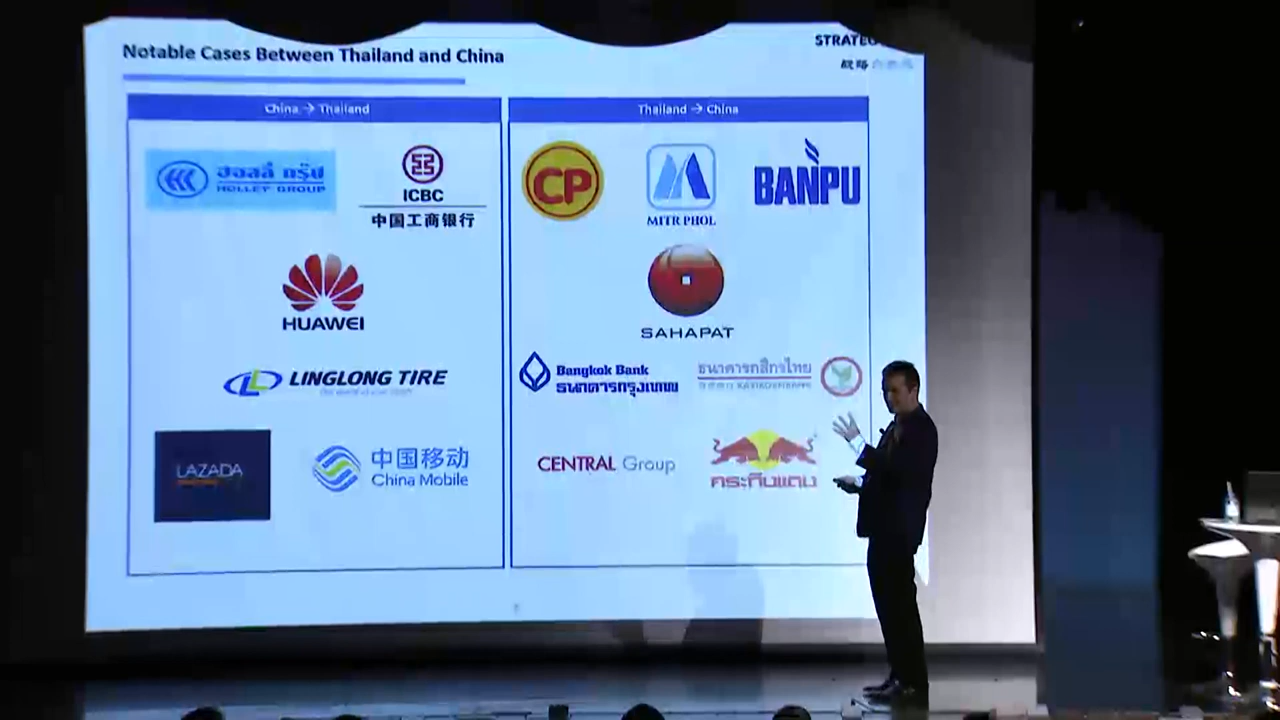 Notable Cases Between Thailand and China
China → Thailand
Thailand → China
ฮอลลี่ กรุ๊ป
HOLLEY GROUP
ICBC
中国工商银行
HUAWEI
LINGLONG TIRE
LAZADA
中国移动
China Mobile
CP
MITR PHOL
BANPU
SAHAPAT
Bangkok Bank
ธนาคารกรุงเทพ
ธนาคารกสิกรไทย
KASIKORNBANK
CENTRAL Group
กระทิงแดง